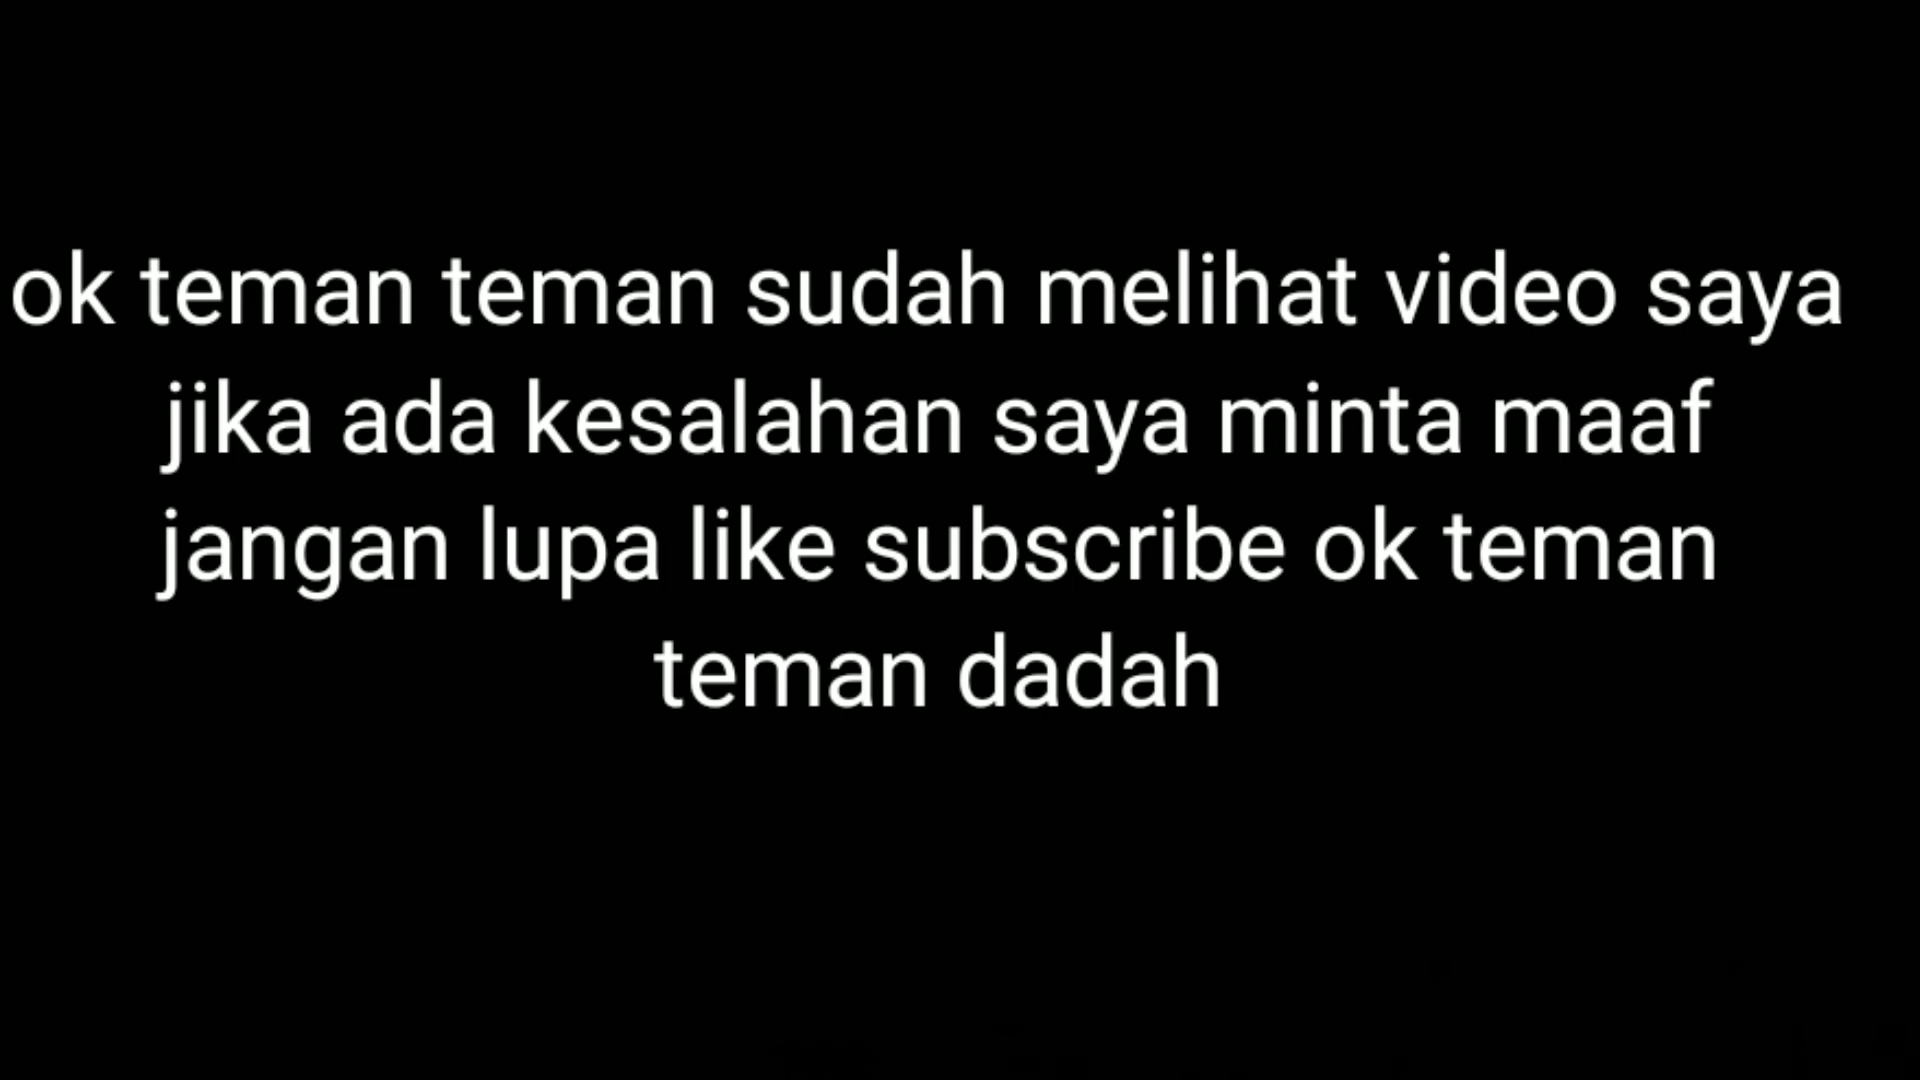 ok teman teman sudah melihat video saya
jika ada kesalahan saya minta maaf
jangan lupa like subscribe ok teman
teman dadah